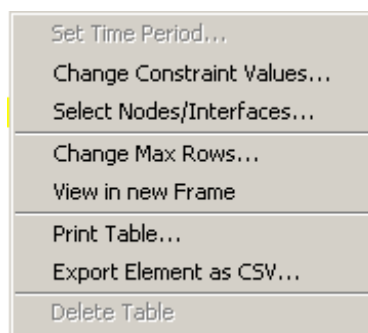 Set Time Period...
Change Constraint Values...
Select Nodes/Interfaces...
Change Max Rows...
View in new Frame
Print Table...
Export Element as CSV...
Delete Table